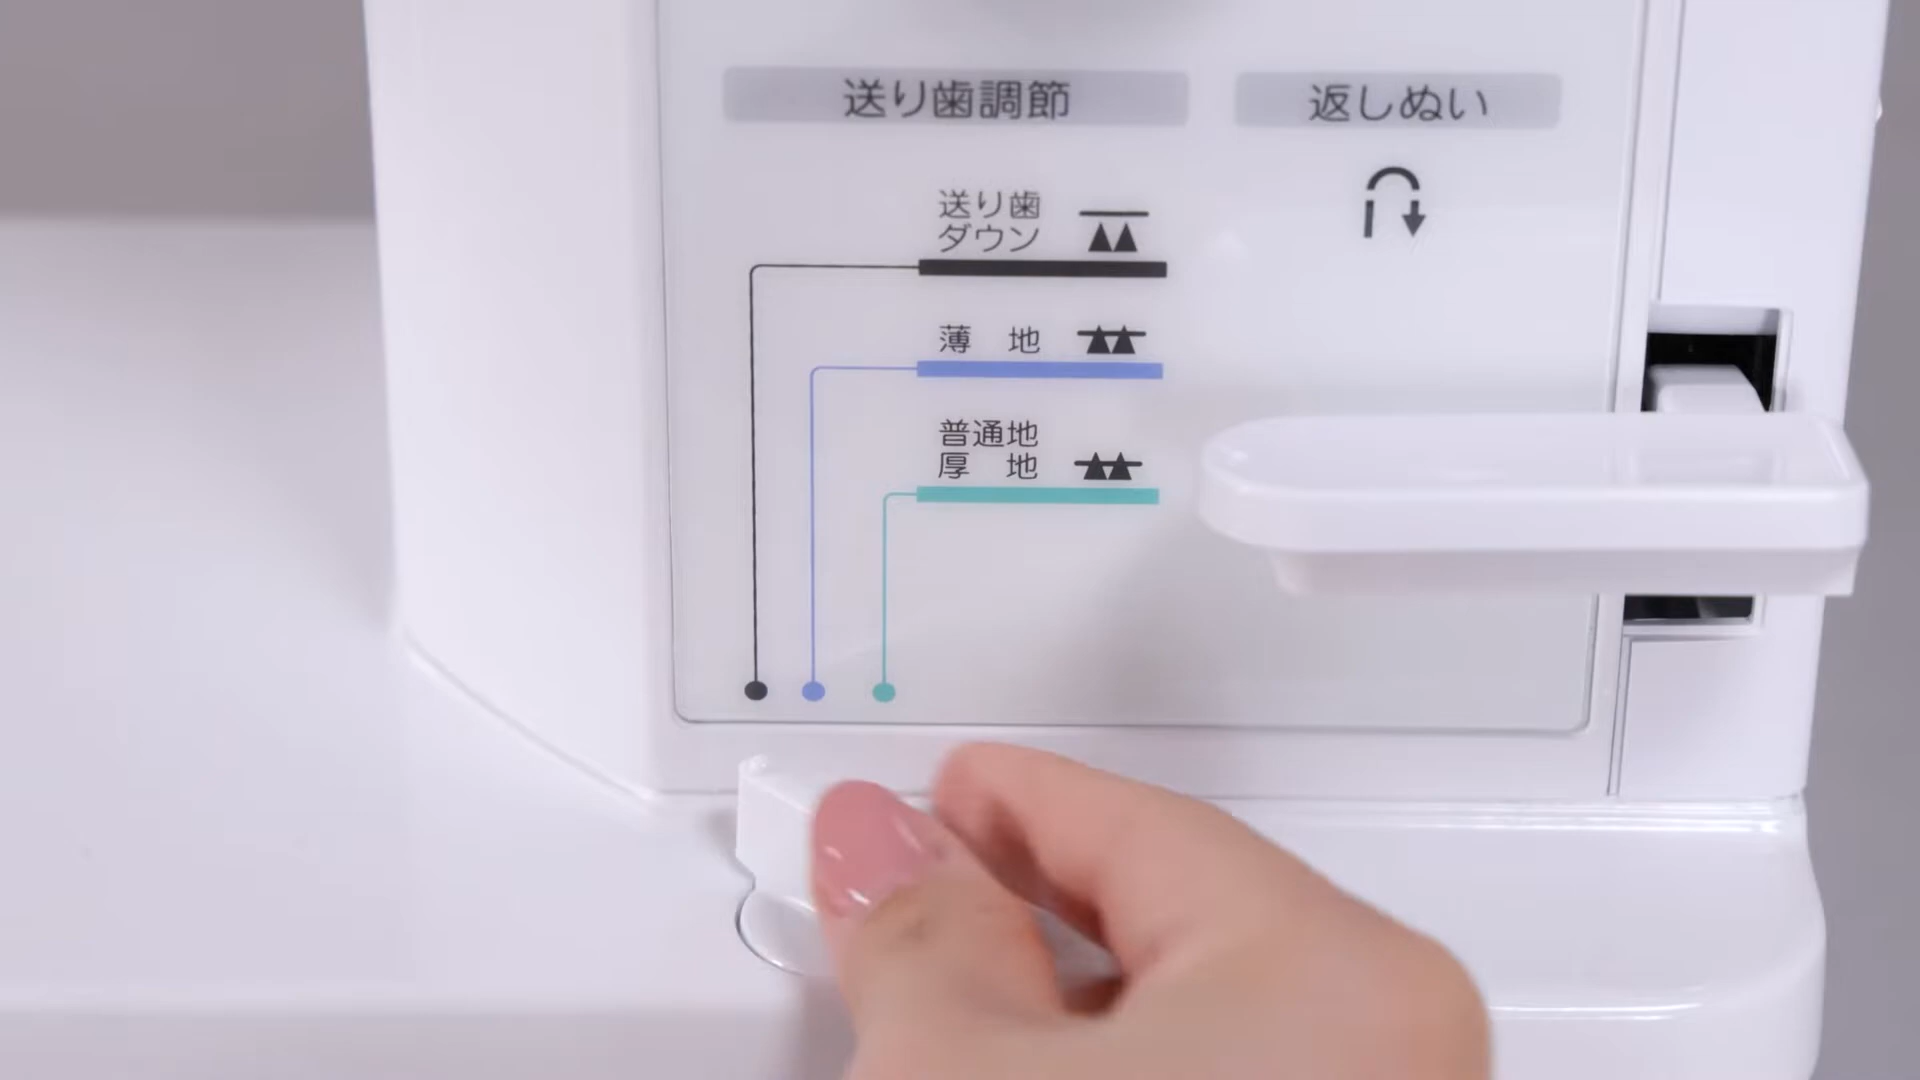 送り歯調節
返しぬい
送り歯
ダウン
薄 地
普通地
厚 地